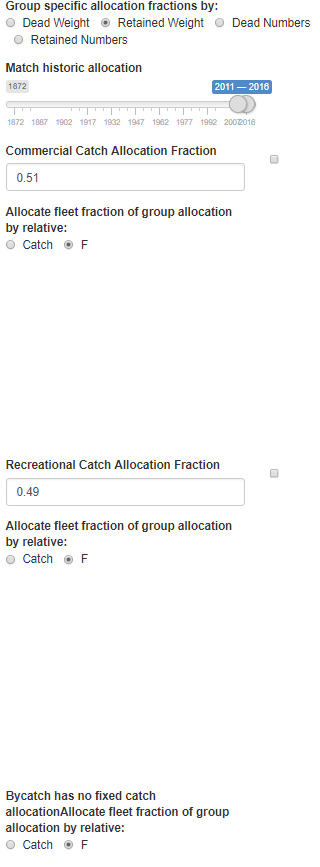 Group specific allocation fractions by:
Dead Weight Retained Weight Dead Numbers
Retained Numbers
Match historic allocation
1872 2011 — 2016
1872 1887 1902 1917 1932 1947 1962 1977 1992 2007 2016
Commercial Catch Allocation Fraction
0.51
Allocate fleet fraction of group allocation
by relative:
Catch F
Recreational Catch Allocation Fraction
0.49
Allocate fleet fraction of group allocation
by relative:
Catch F
Bycatch has no fixed catch
allocationAllocate fleet fraction of group
allocation by relative:
Catch F